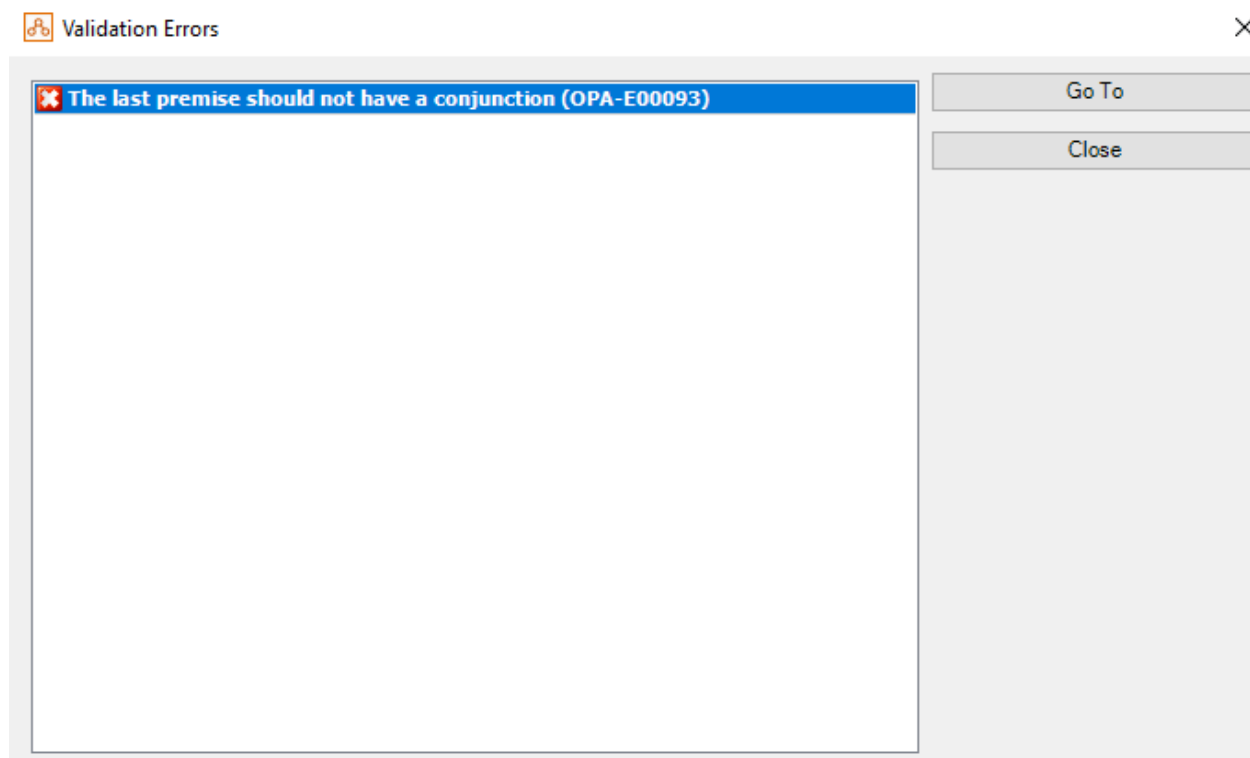 Validation Errors
The last premise should not have a conjunction (OPA-E00093)
Go To
Close